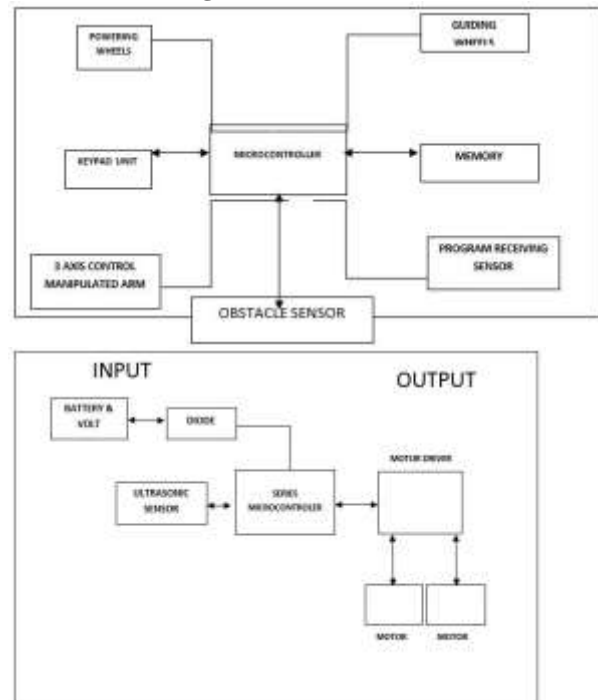 POWERING
WHEELS
GUIDING
WHEELS
KEYPAD UNIT
MICROCONTROLLER
MEMORY
3 AXIS CONTROL
MANIPULATED ARM
PROGRAM RECEIVING
SENSOR
OBSTACLE SENSOR
INPUT
OUTPUT
BATTERY &
VOLT
DIODE
MOTOR DRIVER
ULTRASONIC
SENSOR
SERIES
MICROCONTROLER
MOTOR
MOTOR